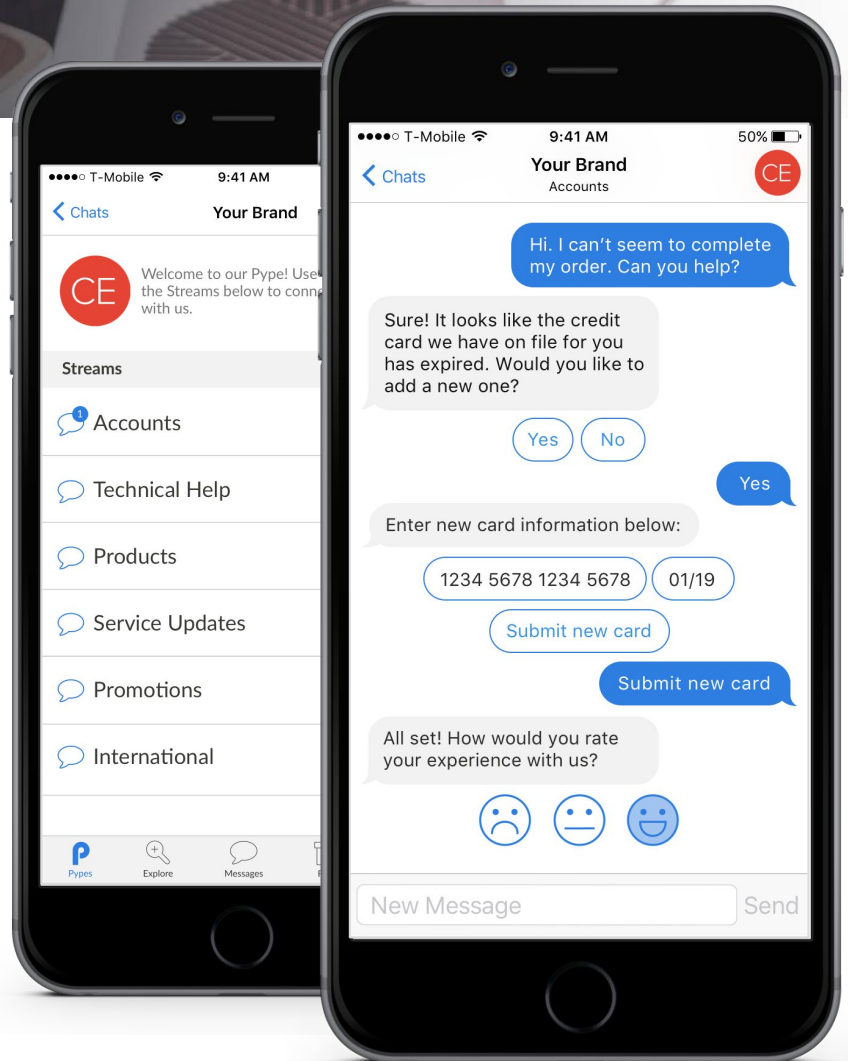 T-Mobile
9:41 AM
Chats
Your Brand
CE
Welcome to our Pype! Use
the Streams below to
with us.
Streams
1
Accounts
Technical Help
Products
Service Updates
Promotions
International
P
Pypes
Explore
Messages
T-Mobile
9:41 AM
50%
Chats
Your Brand
Accounts
CE
Hi. I can’t seem to complete
my order. Can you help?
Sure! It looks like the credit
card we have on file for you
has expired. Would you like to
add a new one?
Yes
No
Yes
Enter new card information below:
1234 5678 1234 5678
01/19
Submit new card
Submit new card
All set! How would you rate
your experience with us?
New Message
Send